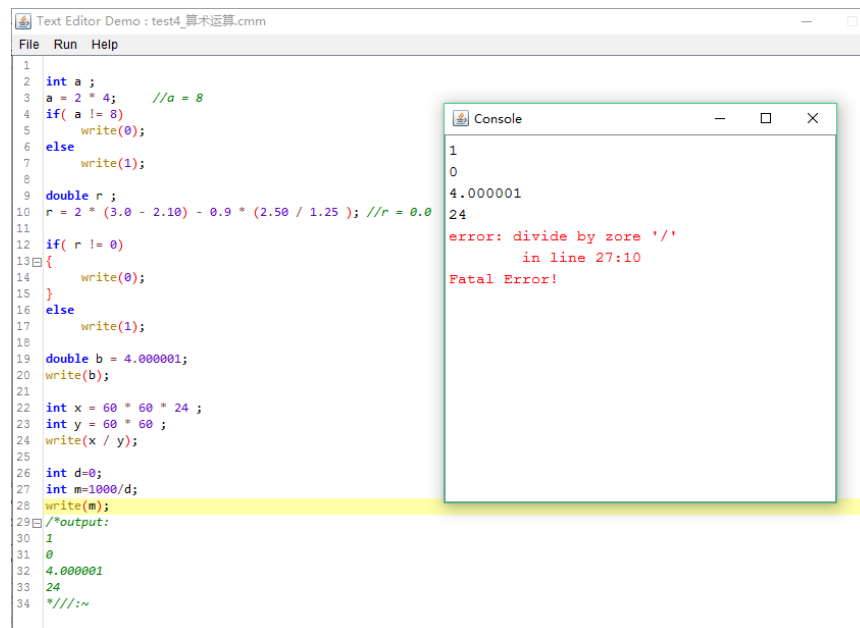 Text Editor Demo : test4_算术运算.cmm
File Run Help
1
2 int a ;
3 a = 2 * 4; //a = 8
4 if( a != 8)
5 write(0);
6 else
7 write(1);
8
9 double r ;
10 r = 2 * (3.0 - 2.10) - 0.9 * (2.50 / 1.25 ); //r = 0.0
11
12 if( r != 0)
13 {
14 write(0);
15 }
16 else
17 write(1);
18
19 double b = 4.000001;
20 write(b);
21
22 int x = 60 * 60 * 24 ;
23 int y = 60 * 60 ;
24 write(x / y);
25
26 int d=0;
27 int m=1000/d;
28 write(m);
29 /*output:
30 1
31 0
32 4.000001
33 24
34 *///:~
Console
1
0
4.000001
24
error: divide by zore '/'
in line 27:10
Fatal Error!